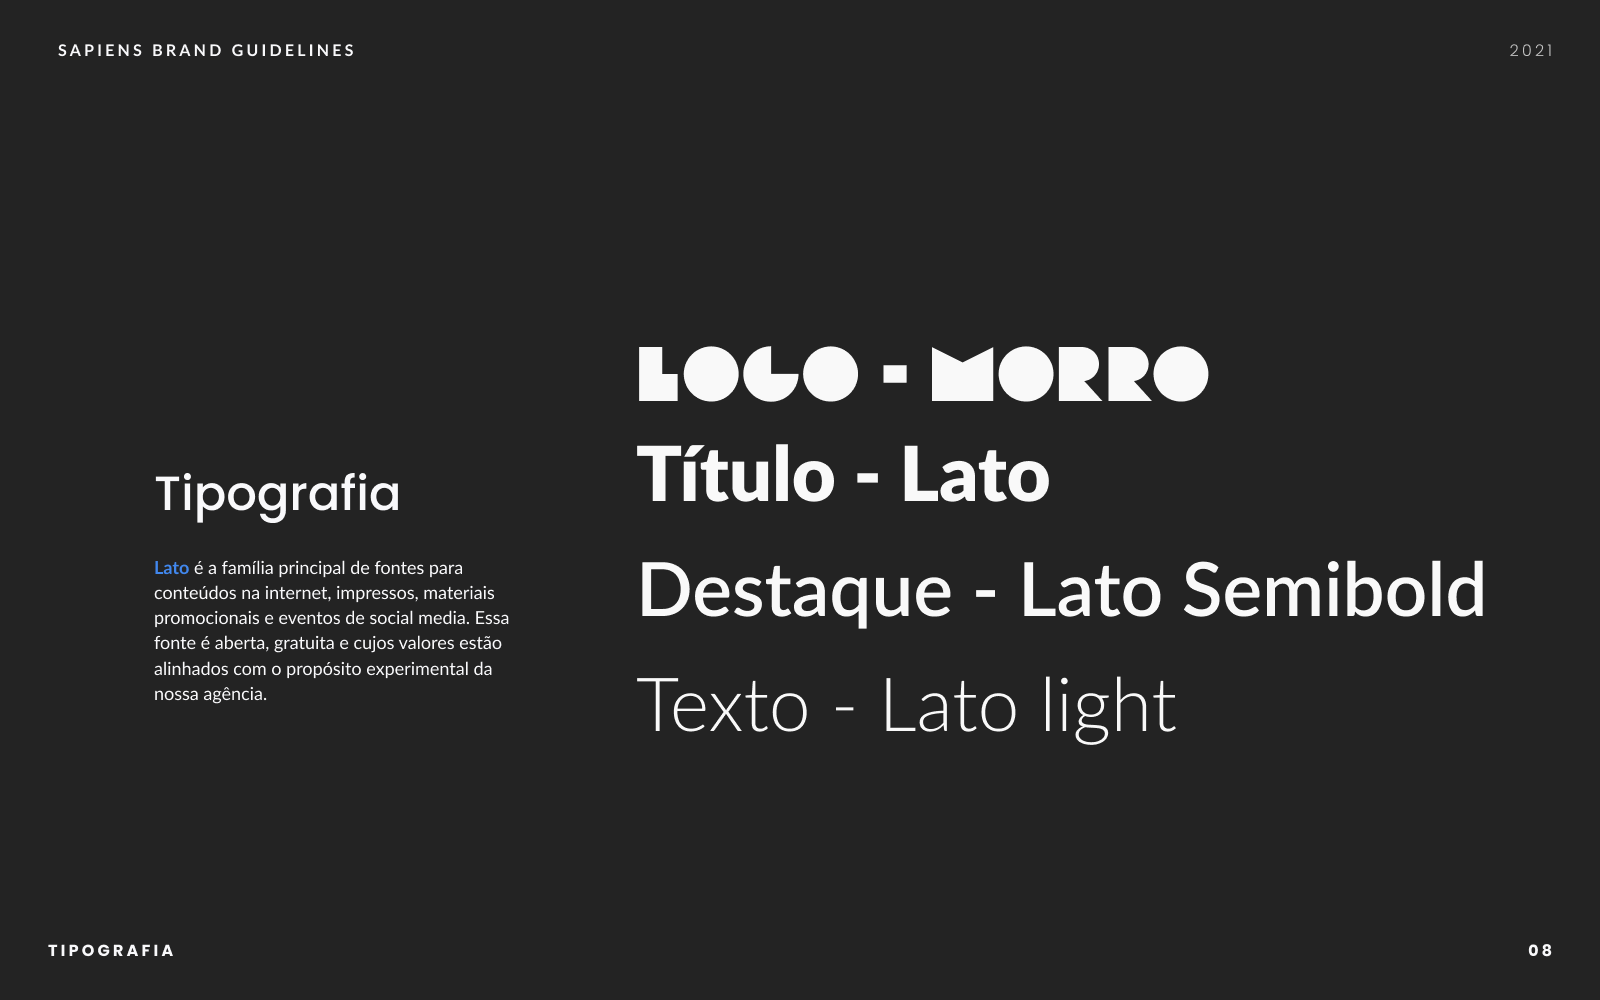 SAPIENS BRAND GUIDELINES
2021
Tipografia
Lato é a família principal de fontes para
conteúdos na internet, impressos, materiais
promocionais e eventos de social media. Essa
fonte é aberta, gratuita e cujos valores estão
alinhados com o propósito experimental da
nossa agência.
LOGO - MORRO
Título - Lato
Destaque - Lato Semibold
Texto - Lato light
TIPOGRAFIA
08